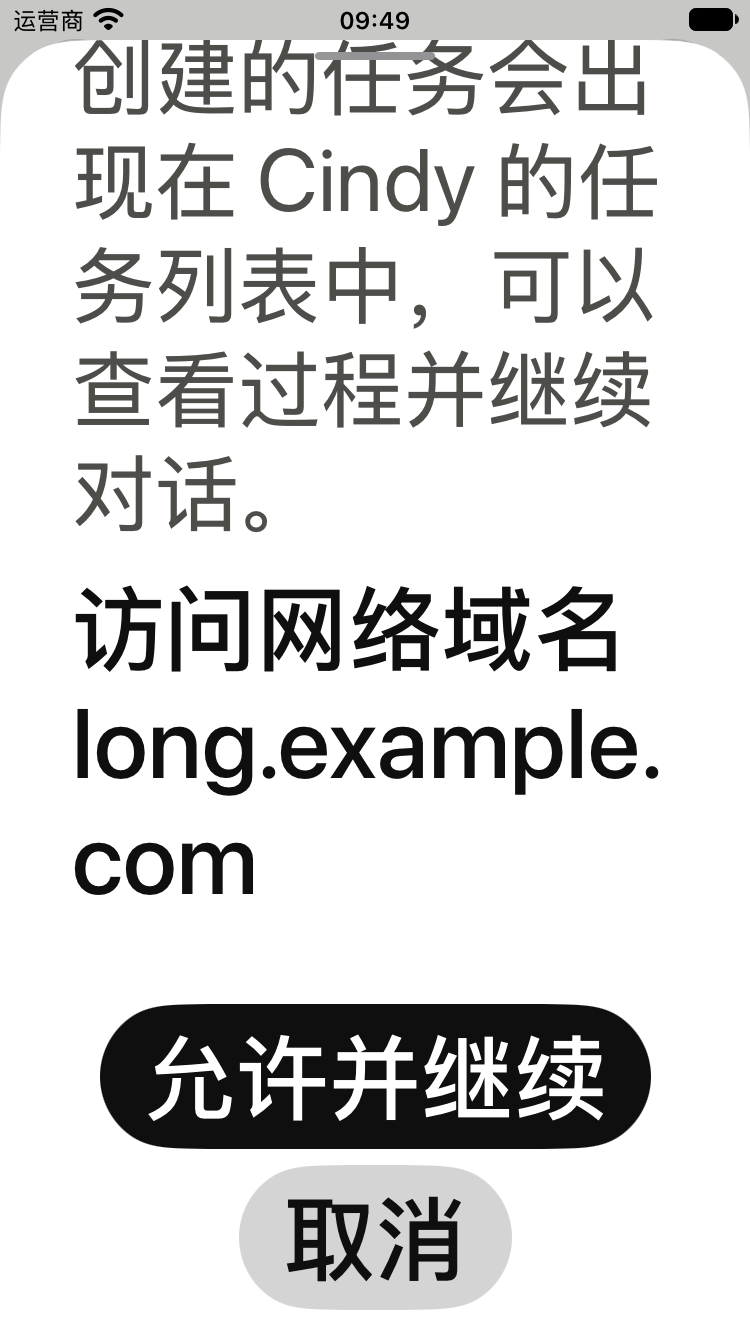 运营商 09:49
创建的任务会出
现在 Cindy 的任
务列表中，可以
查看过程并继续
对话。
访问网络域名
long.example.
com
允许并继续
取消